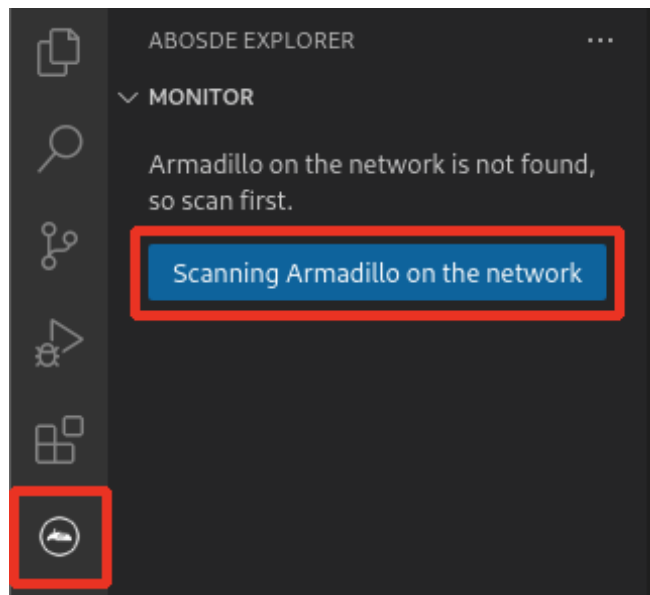 ABOSDE EXPLORER
MONITOR
Armadillo on the network is not found,
so scan first.
Scanning Armadillo on the network